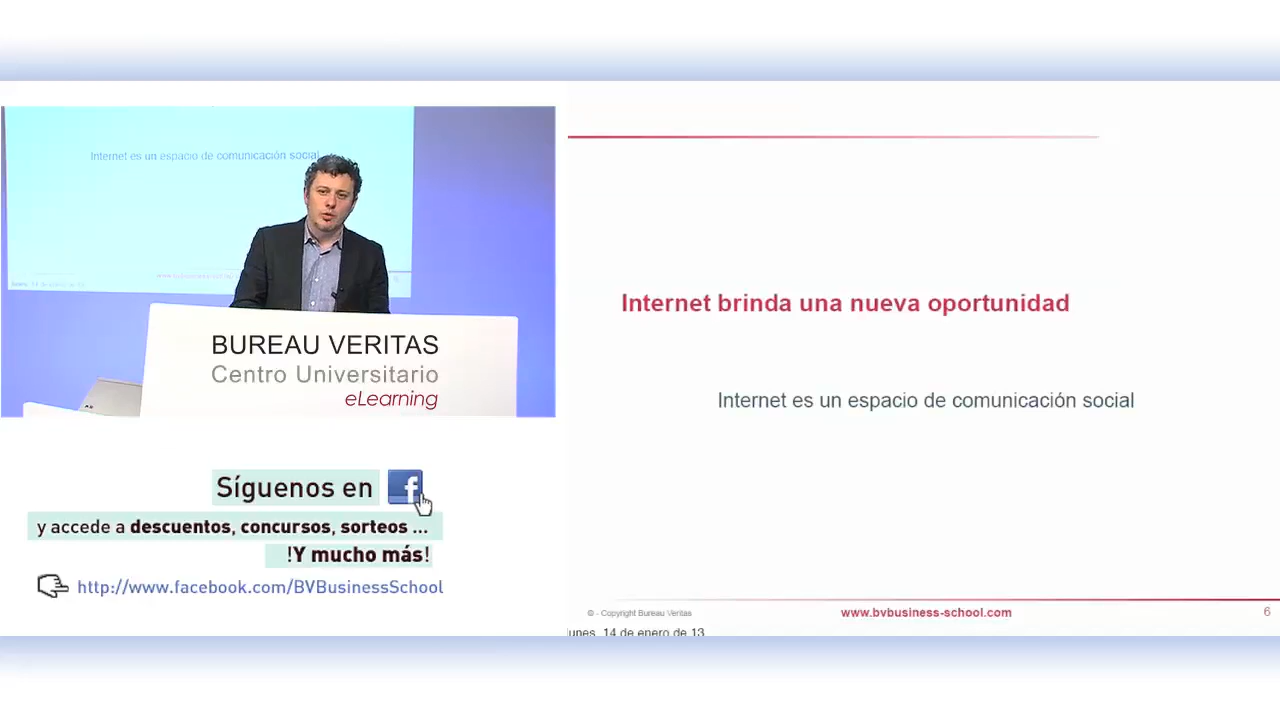 Internet es un espacio de comunicación social
BUREAU VERITAS
Centro Universitario
eLearning
Síguenos en f
y accede a descuentos, concursos, sorteos ...
!Y mucho más!
http://www.facebook.com/BVBusinessSchool
Internet brinda una nueva oportunidad
Internet es un espacio de comunicación social
© - Copyright Bureau Veritas
www.bvbusiness-school.com
6
lunes, 14 de enero de 13